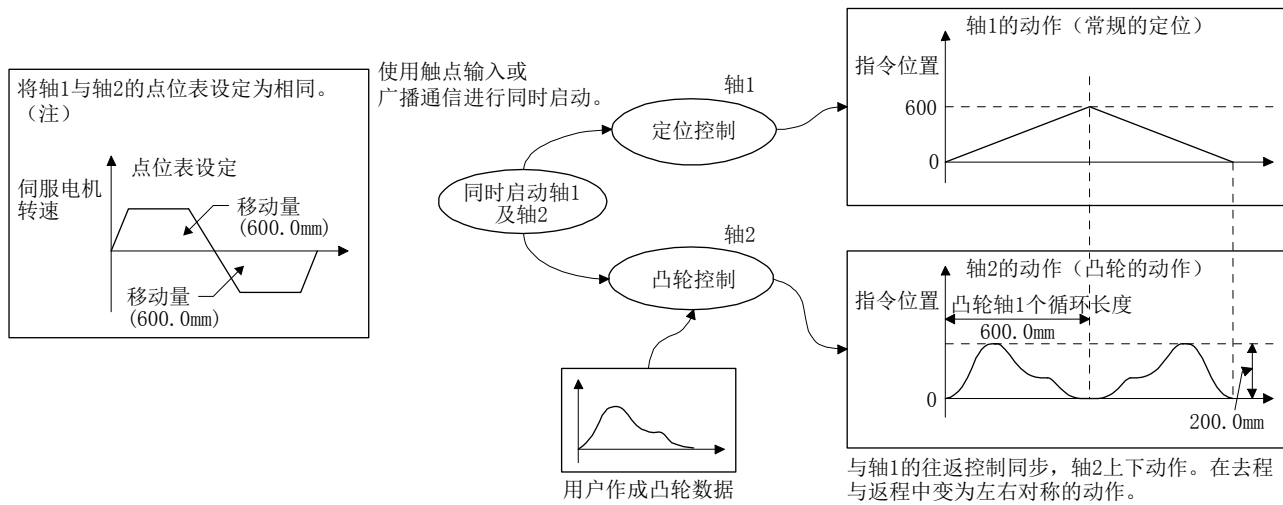 将轴1与轴2的点位表设定为相同。
（注）
点位表设定
伺服电机
转速
移动量
(600.0mm)
移动量
(600.0mm)
使用触点输入或
广播通信进行同时启动。
同时启动轴1
及轴2
轴1
定位控制
轴2
凸轮控制
用户作成凸轮数据
轴1的动作（常规的定位）
指令位置
600
0
轴2的动作（凸轮的动作）
指令位置
凸轮轴1个循环长度
600.0mm
0
200.0mm
与轴1的往返控制同步，轴2上下动作。在去程
与返程中变为左右对称的动作。